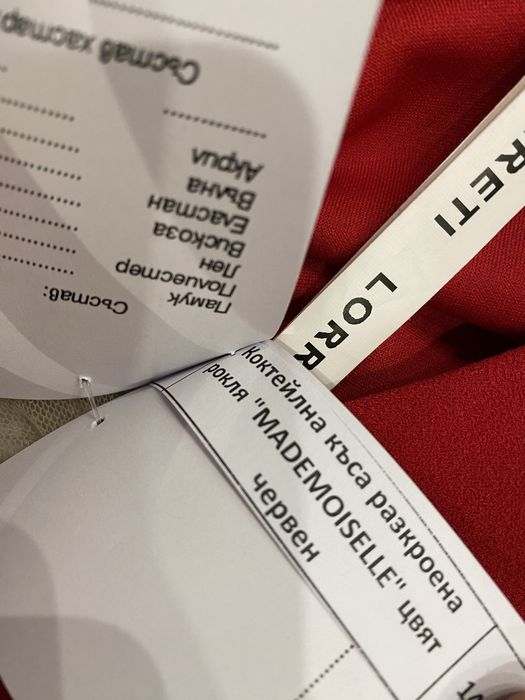 Състав хастар
Състав:
Памук
Полиестер
Лен
Вискоза
Еластан
Вълна
Акрил
RETI LORR
Коктейлна къса разкроена
рокля "MADEMOISELLE" цвят
червен